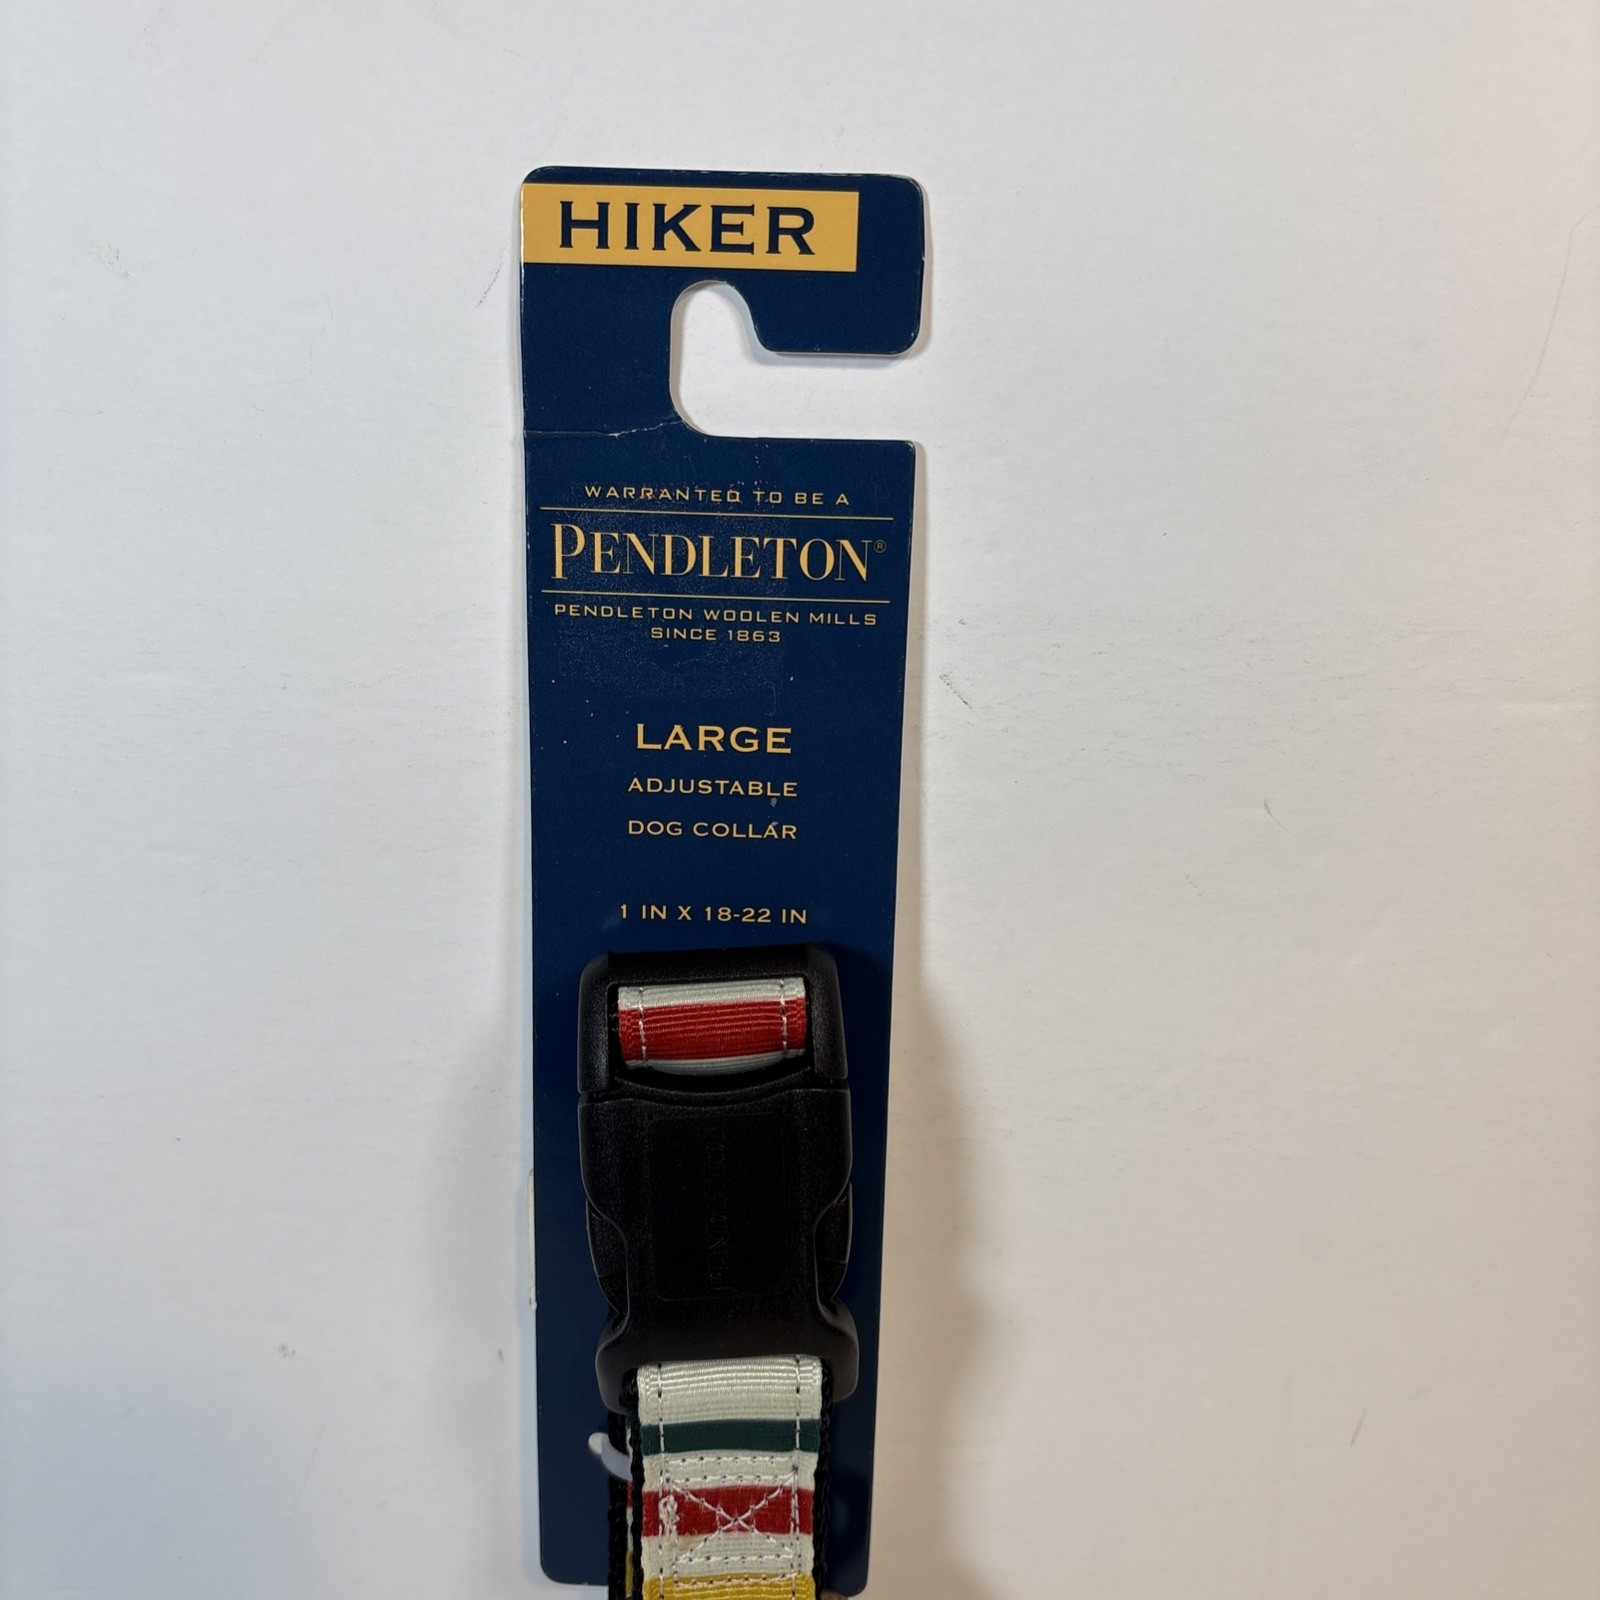 HIKER
WARRANTED TO BE A
PENDLETON®
PENDLETON WOOLEN MILLS
SINCE 1863
LARGE
ADJUSTABLE
DOG COLLAR
1 IN X 18-22 IN
PENDLETON